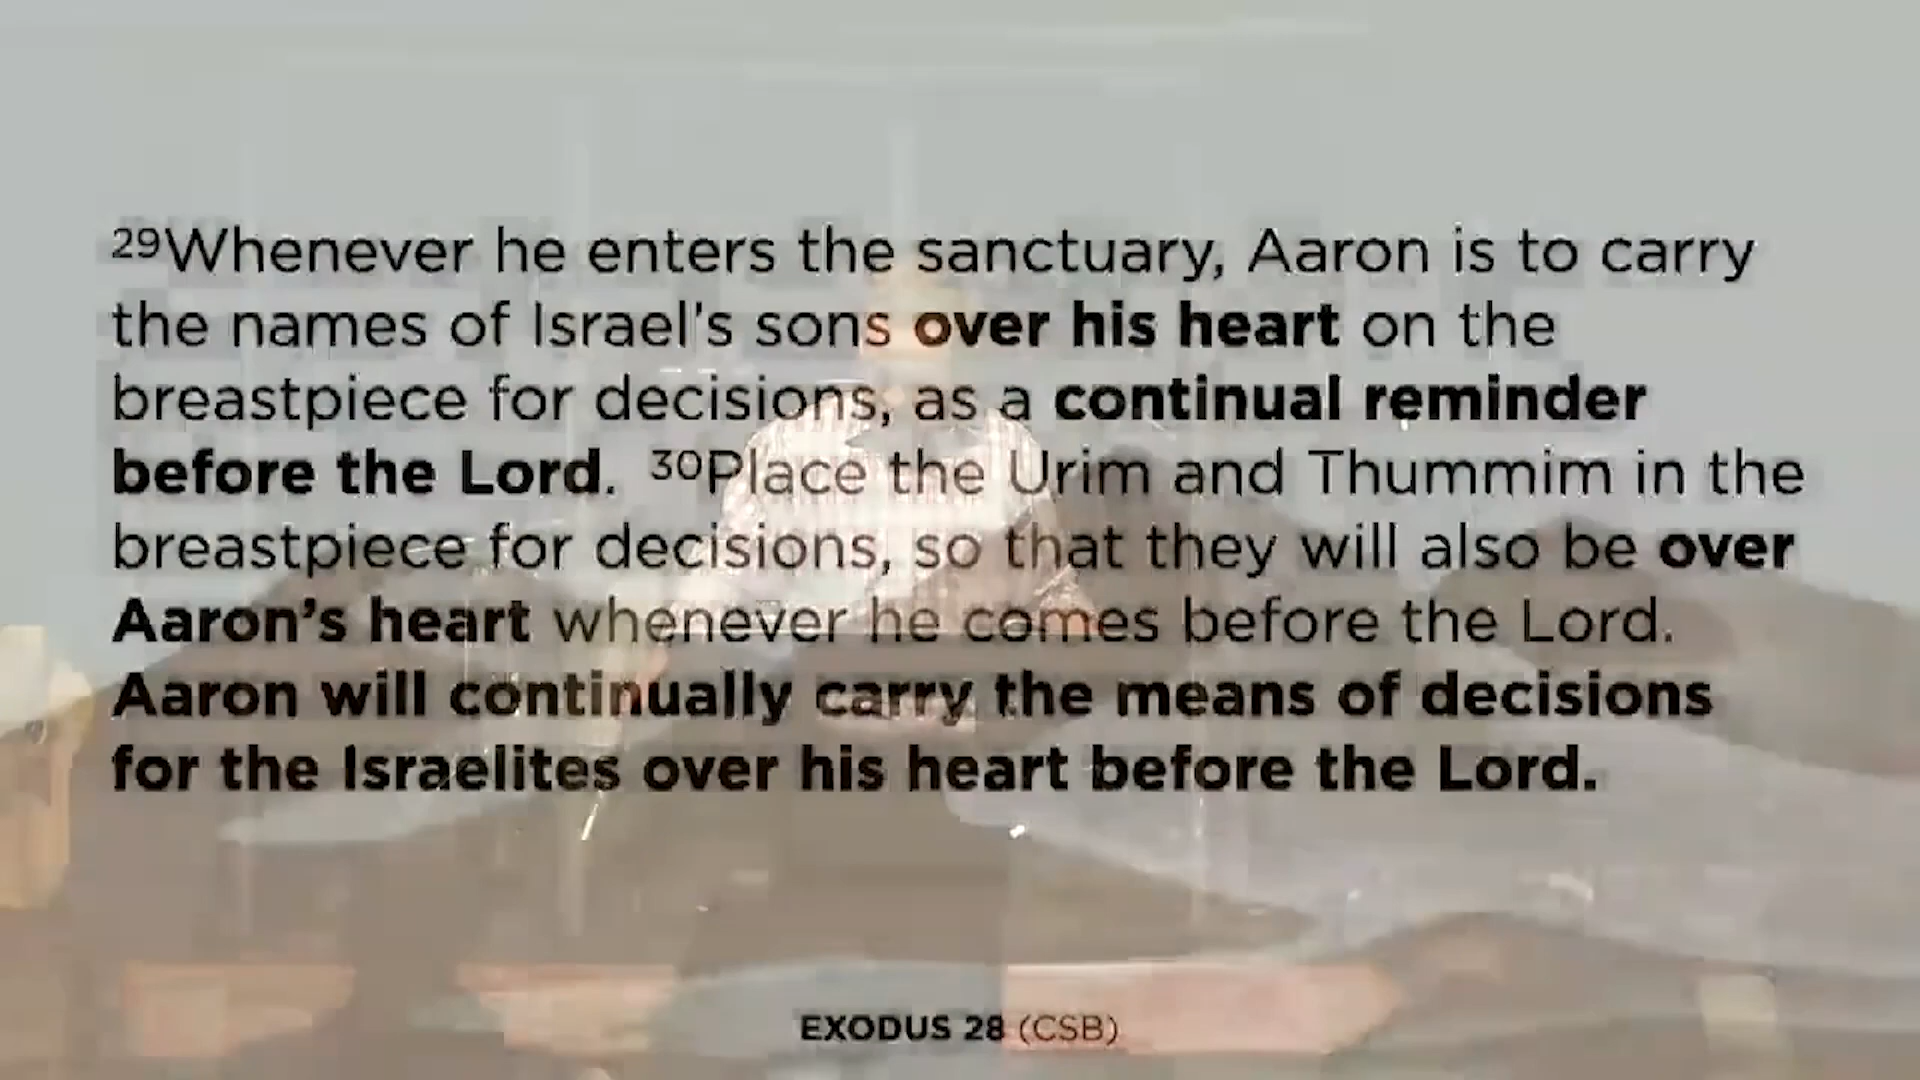 ²⁹Whenever he enters the sanctuary, Aaron is to carry
the names of Israel's sons over his heart on the
breastpiece for decisions, as a continual reminder
before the Lord. ³⁰Place the Urim and Thummim in the
breastpiece for decisions, so that they will also be over
Aaron’s heart whenever he comes before the Lord.
Aaron will continually carry the means of decisions
for the Israelites over his heart before the Lord.
EXODUS 28 (CSB)